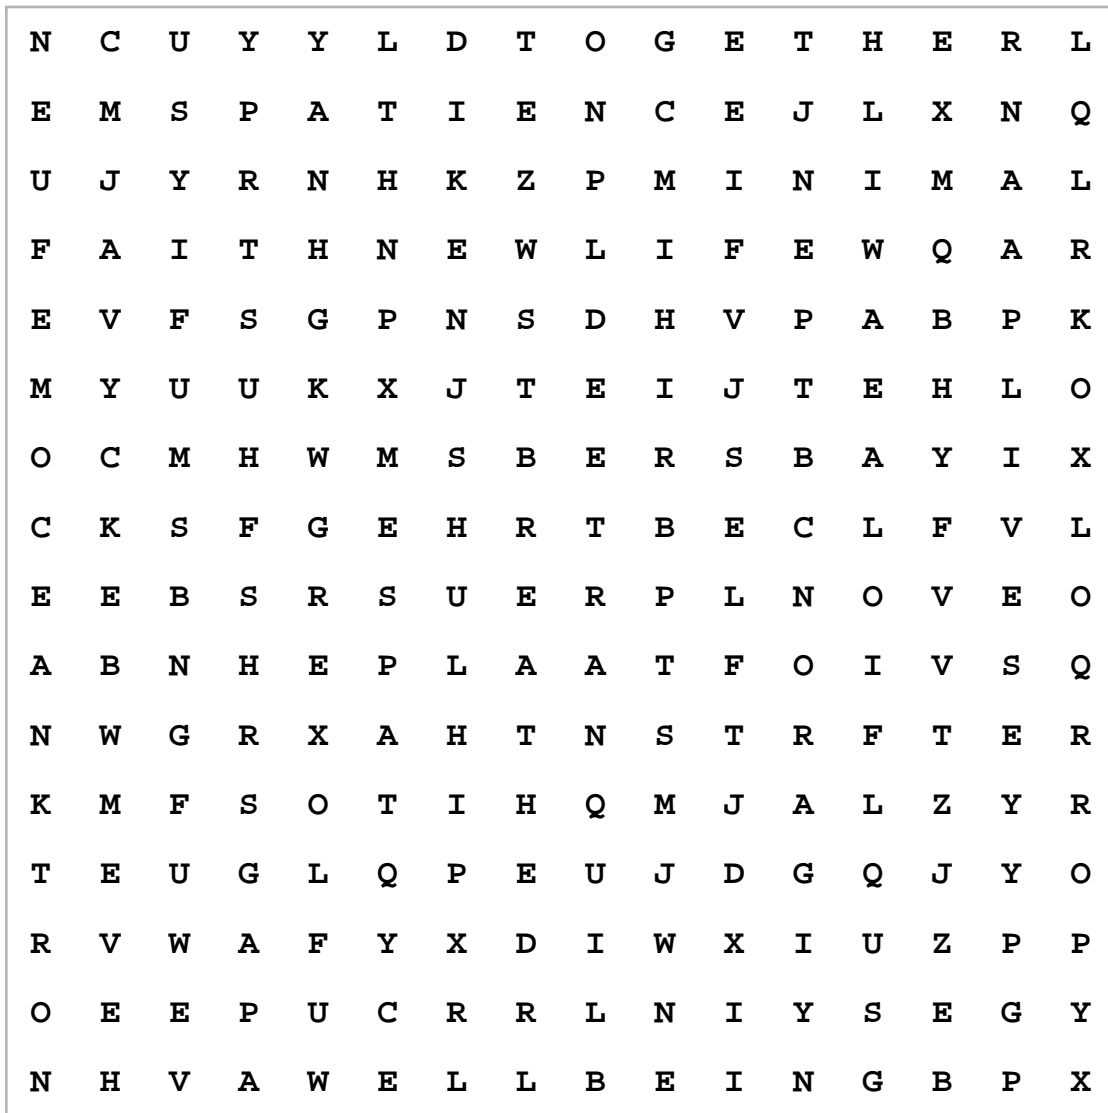 N C U Y Y L D T O G E T H E R L
E M S P A T I E N C E J L X N Q
U J Y R N H K Z P M I N I M A L
F A I T H N E W L I F E W Q A R
E V F S G P N S D H V P A B P K
M Y U U K X J T E I J T E H L O
O C M H W M S B E R S B A Y I X
C K S F G E H R T B E C L F V L
E E B S R S U E R P L N O V E O
A B N H E P L A A T F O I V S Q
N W G R X A H T N S T R F T E R
K M F S O T I H Q M J A L Z Y R
T E U G L Q P E U J D G Q J Y O
R V W A F Y X D I W X I U Z P P
O E E P U C R R L N I Y S E G Y
N H V A W E L L B E I N G B P X